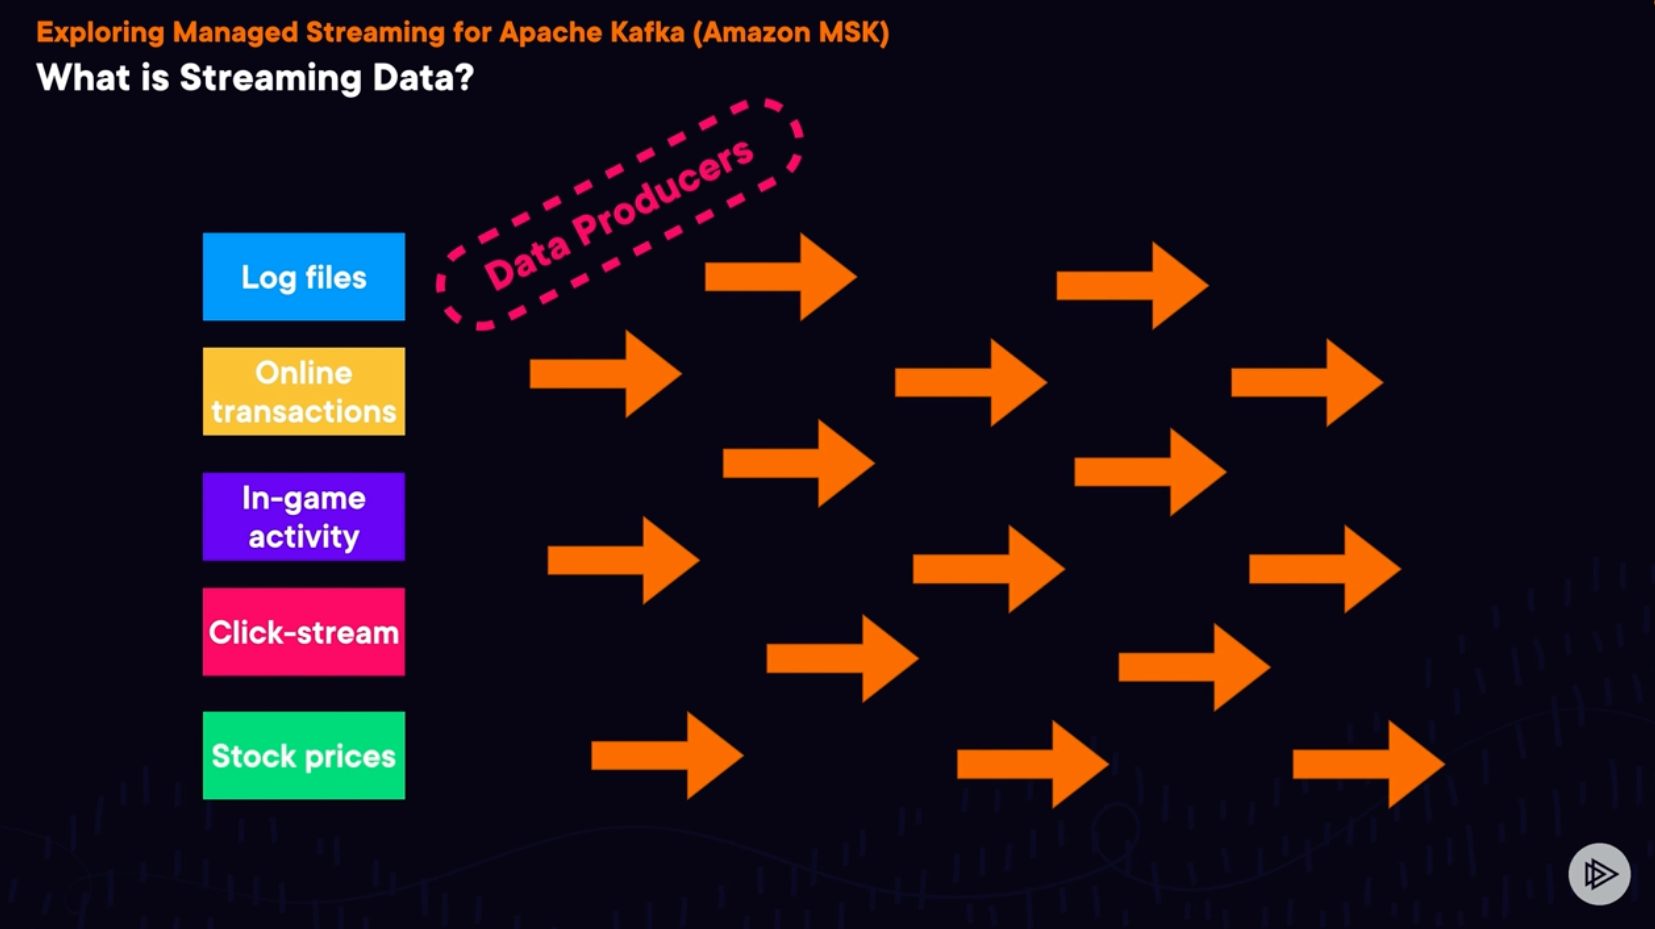 Exploring Managed Streaming for Apache Kafka (Amazon MSK)
What is Streaming Data?
Data Producers
Log files
Online
transactions
In-game
activity
Click-stream
Stock prices